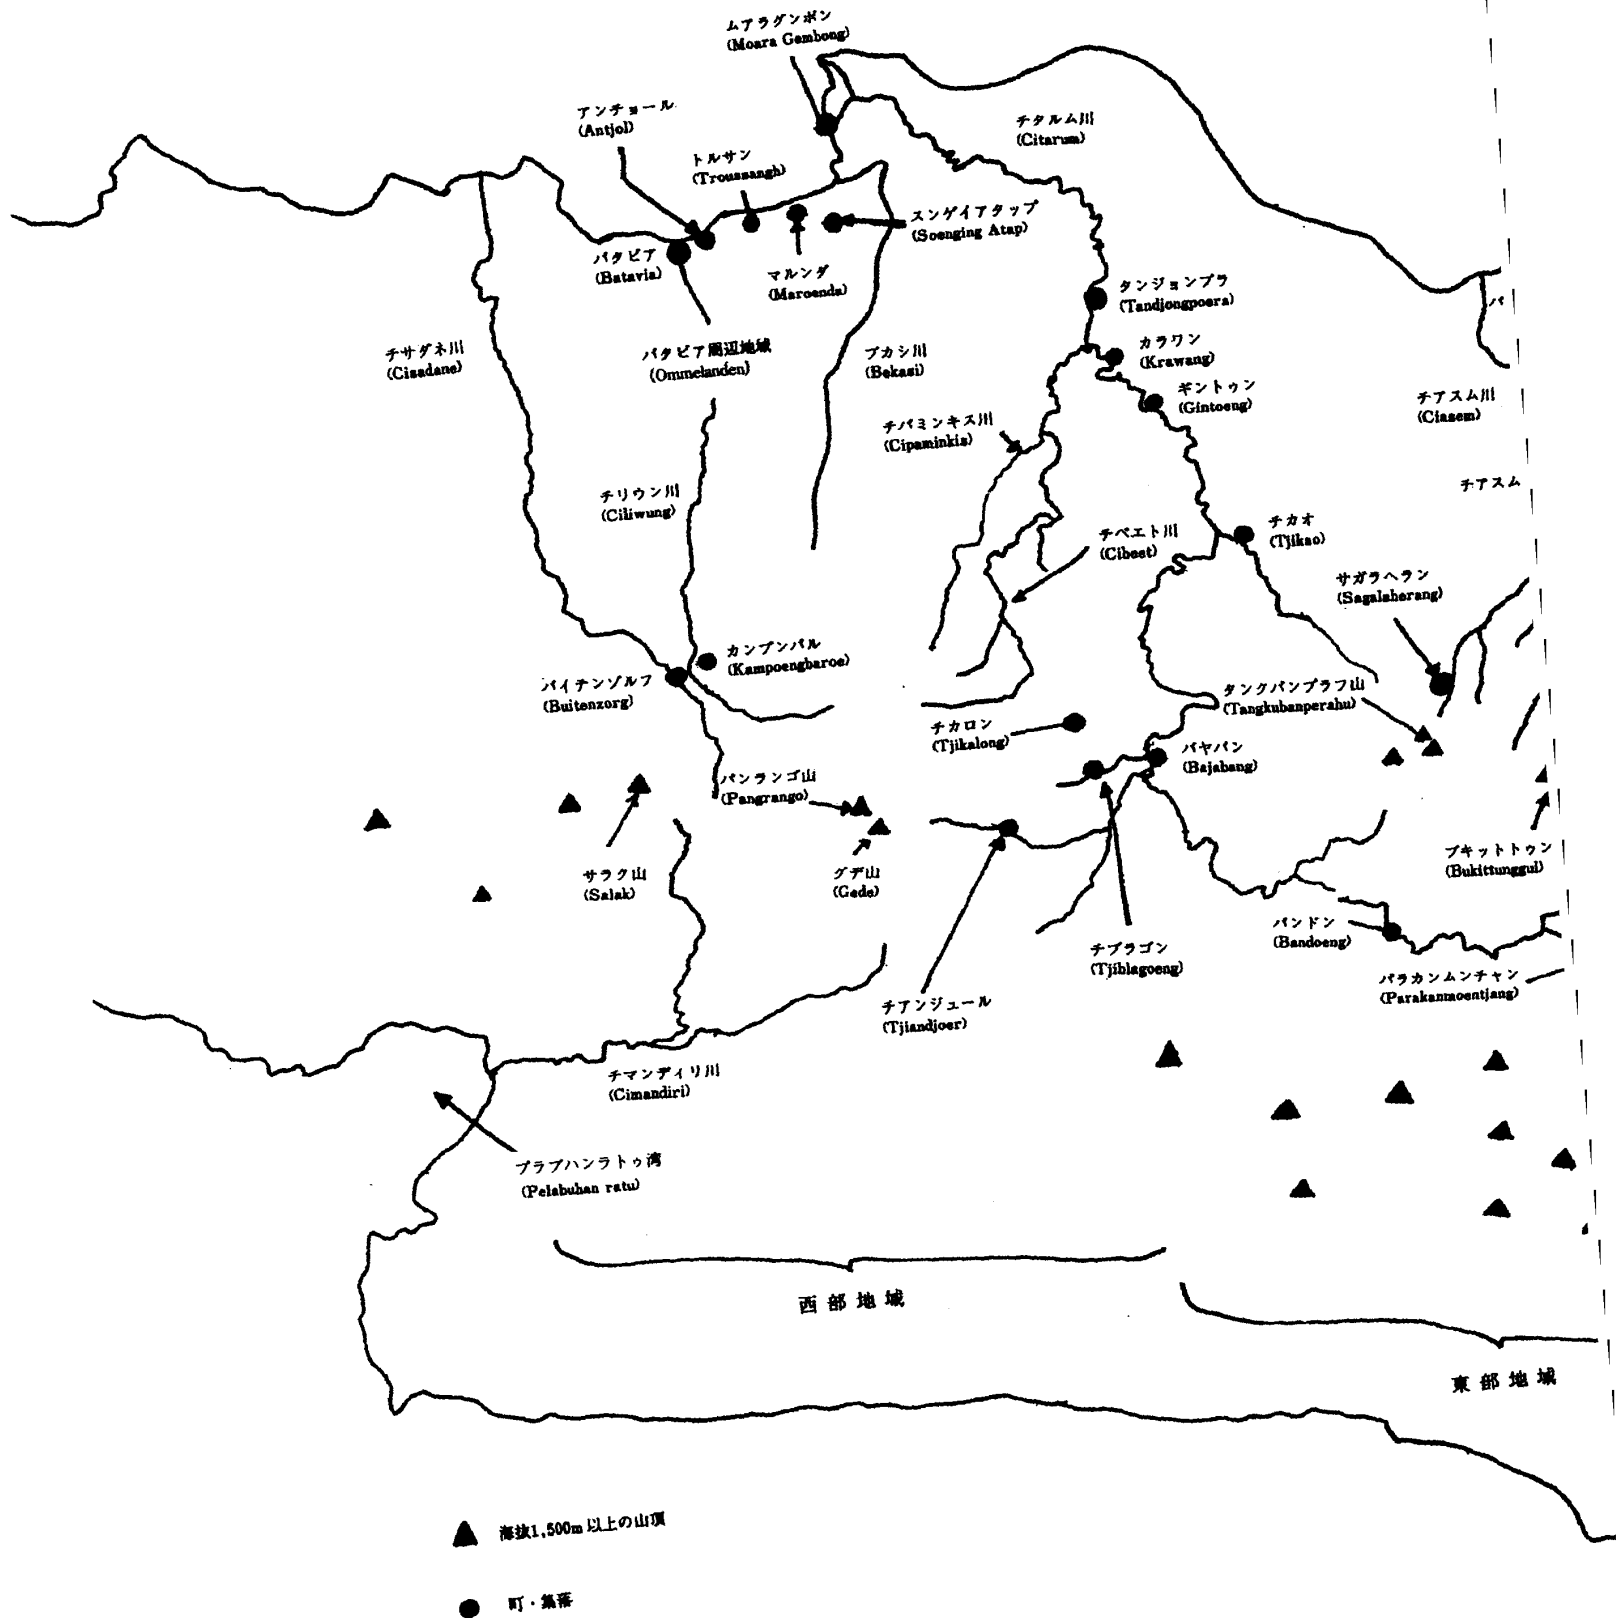 ムアラグンボン
(Moara Gembong)
アンチョール
(Antjol)
トルサン
(Troussangh)
チタルム川
(Citarum)
スンゲイアタップ
(Soenging Atap)
バタビア
(Batavia)
マルンダ
(Maroenda)
タンジョンプラ
(Tandjongpoera)
チサダネ川
(Cisadane)
バタビア周辺地域
(Ommelanden)
ブカシ川
(Bekasi)
カラワン
(Krawang)
ギントゥン
(Gintoeng)
チアスム川
(Ciasem)
チパミンキス川
(Cipaminkis)
チアスム
チリウン川
(Ciliwung)
チベエト川
(Cibeet)
チカオ
(Tjikao)
サガラヘラン
(Sagalaherang)
カンプンバル
(Kampoengbaroe)
バイテンゾルフ
(Buitenzorg)
タンクバンプラフ山
(Tangkubanperahu)
チカロン
(Tjikalong)
バヤバン
(Bajabang)
パンランゴ山
(Pangrango)
サラク山
(Salak)
グデ山
(Gede)
ブキットトゥン
(Bukittunggul)
バンドン
(Bandoeng)
チブラゴン
(Tjiblagoeng)
パラカンムンチャン
(Parakanmoentjang)
チアンジュール
(Tjiandjoer)
チマンディリ川
(Cimandiri)
プラブハンラトゥ湾
(Pelabuhan ratu)
西部地域
東部地域
海抜1,500m以上の山頂
町・集落